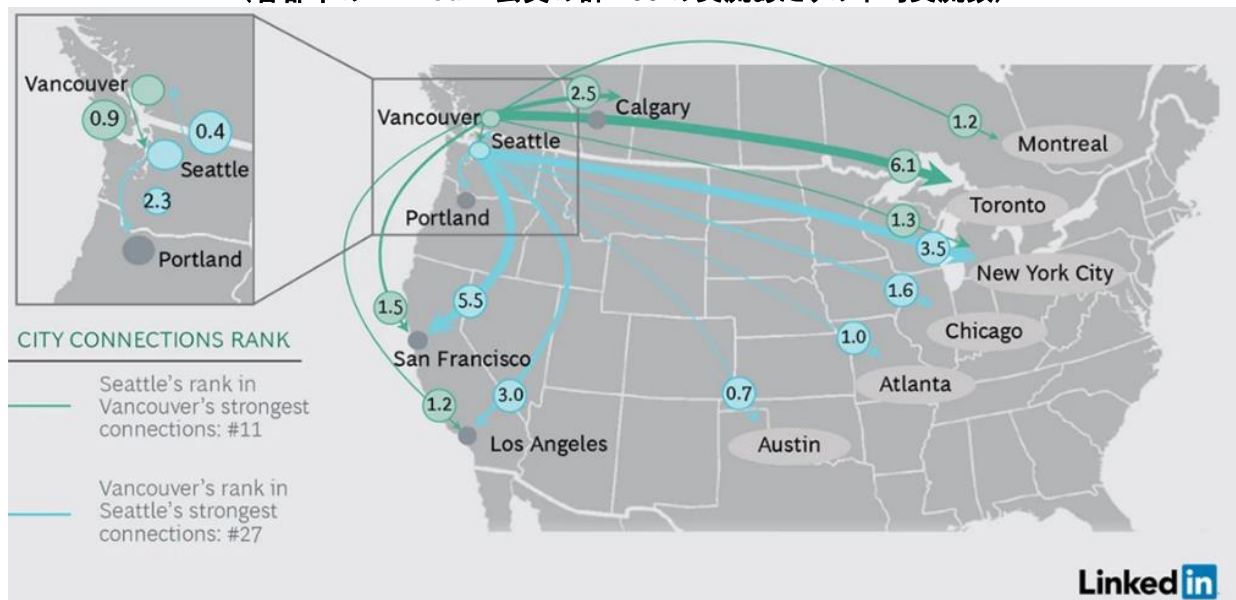 Vancouver
0.9
0.4
Seattle
2.3
Portland
CITY CONNECTIONS RANK
Seattle's rank in
Vancouver's strongest
connections: #11
Vancouver's rank in
Seattle's strongest
connections: #27
Vancouver
2.5
Calgary
1.2
Montreal
Seattle
6.1
Toronto
Portland
1.3
3.5
New York City
1.5
5.5
1.6
Chicago
San Francisco
1.0
Atlanta
1.2
3.0
0.7
Los Angeles
Austin
Linked in